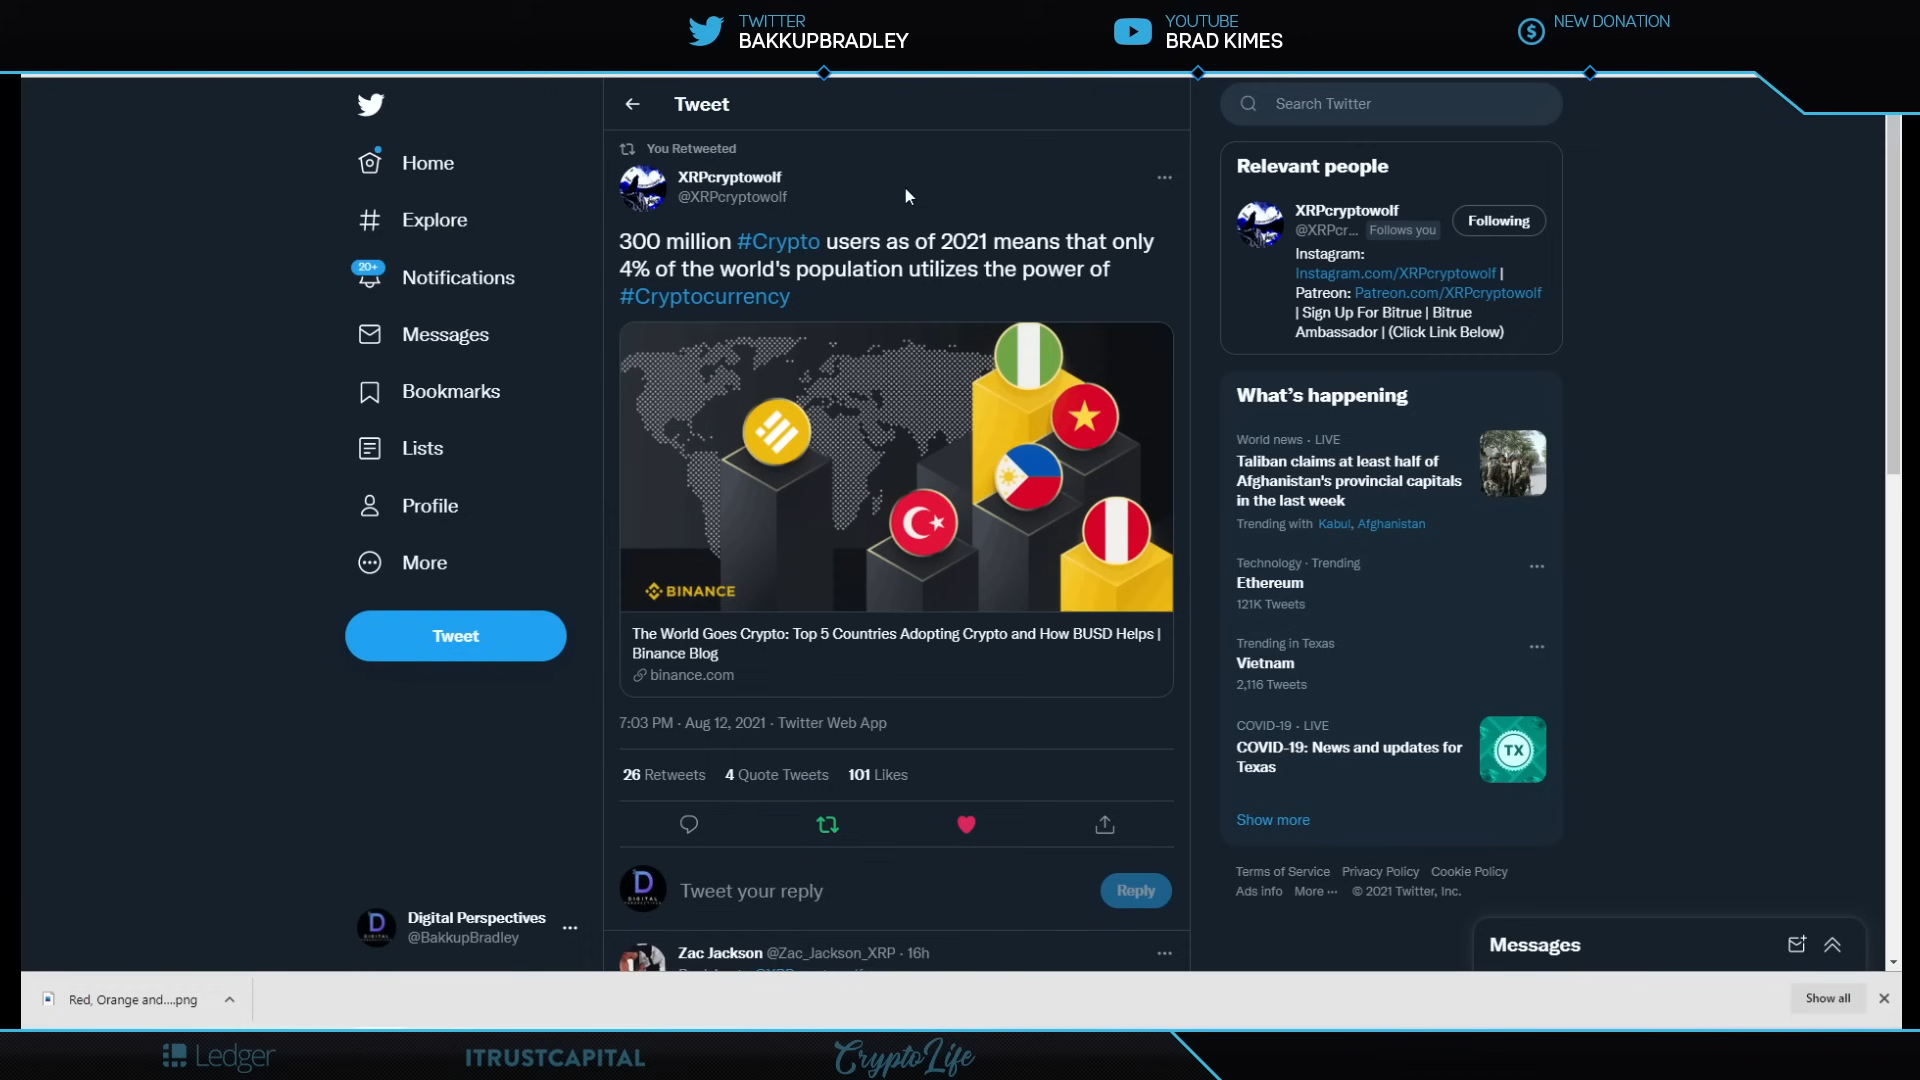 TWITTER
BAKKUPBRADLEY
YOUTUBE
BRAD KIMES
NEW DONATION
Home
Explore
20+
Notifications
Messages
Bookmarks
Lists
Profile
More
Tweet
Digital Perspectives
@BakkupBradley
Tweet
You Retweeted
XRPcryptowolf
@XRPcryptowolf
300 million #Crypto users as of 2021 means that only
4% of the world's population utilizes the power of
#Cryptocurrency
BINANCE
The World Goes Crypto: Top 5 Countries Adopting Crypto and How BUSD Helps |
Binance Blog
binance.com
7:03 PM · Aug 12, 2021 · Twitter Web App
26 Retweets 4 Quote Tweets 101 Likes
Tweet your reply
Reply
Zac Jackson @Zac_Jackson_XRP · 16h
Search Twitter
Relevant people
XRPcryptowolf
@XRPcr... Follows you
Following
Instagram:
Instagram.com/XRPcryptowolf |
Patreon: Patreon.com/XRPcryptowolf
| Sign Up For Bitrue | Bitrue
Ambassador | (Click Link Below)
What's happening
World news · LIVE
Taliban claims at least half of
Afghanistan's provincial capitals
in the last week
Trending with Kabul, Afghanistan
Technology · Trending
Ethereum
121K Tweets
Trending in Texas
Vietnam
2,116 Tweets
COVID-19 · LIVE
COVID-19: News and updates for
Texas
TX
Show more
Terms of Service Privacy Policy Cookie Policy
Ads info More ··· © 2021 Twitter, Inc.
Messages
Red, Orange and....png
Show all
Ledger
ITRUSTCAPITAL
CryptoLife